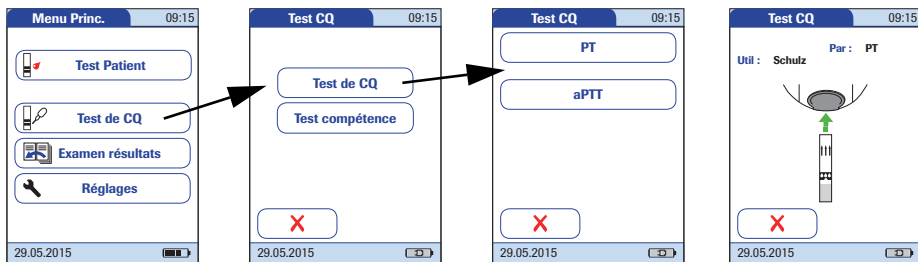 Menu Princ. 09:15
Test Patient
Test de CQ
Examen résultats
Réglages
29.05.2015
Test CQ 09:15
Test de CQ
Test compétence
29.05.2015
Test CQ 09:15
PT
aPTT
29.05.2015
Test CQ 09:15
Par : PT
Util : Schulz
29.05.2015